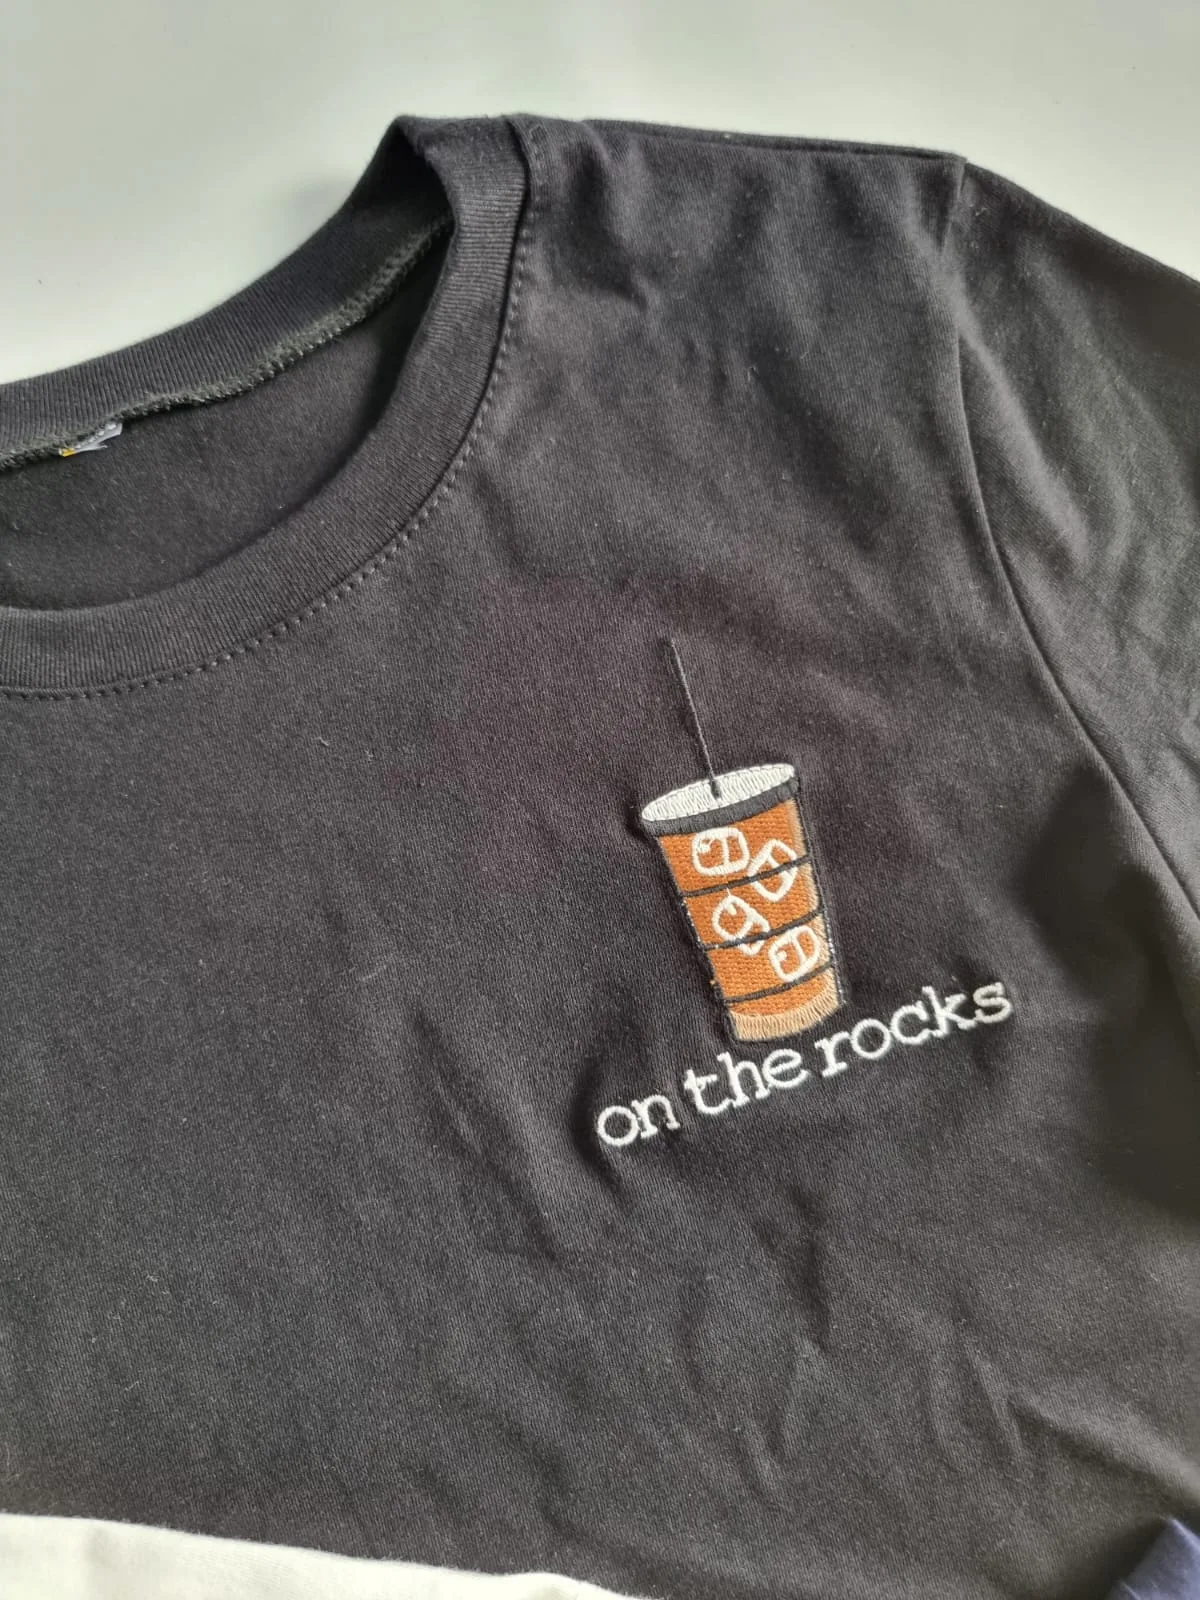 on the rocks